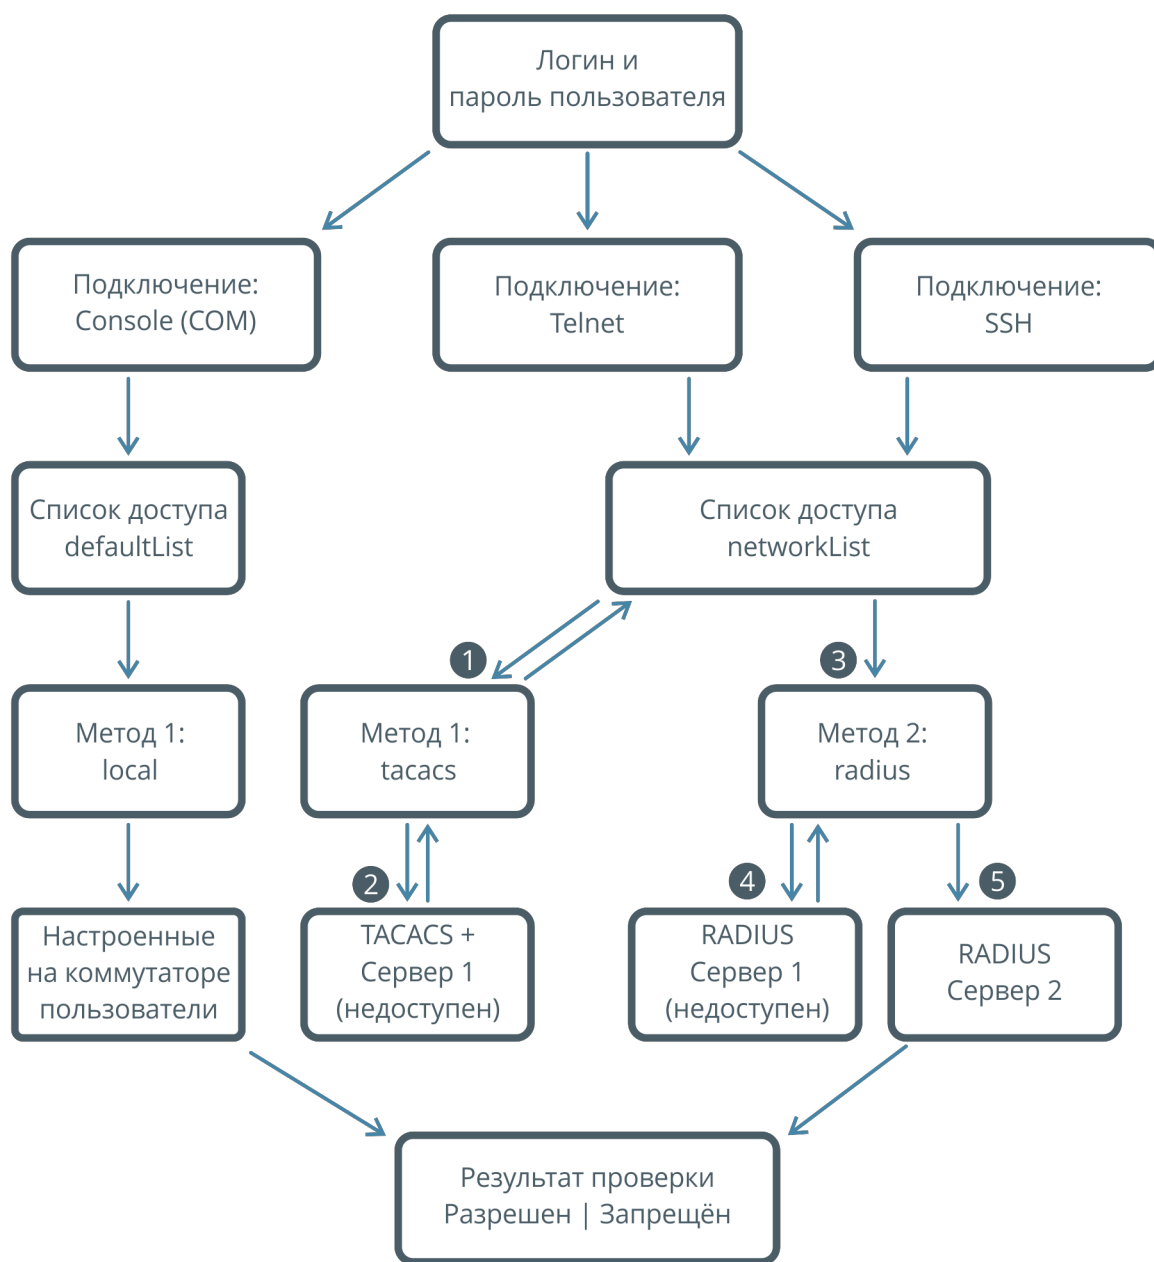 Логин и
пароль пользователя
Подключение:
Console (COM)
Подключение:
Telnet
Подключение:
SSH
Список доступа
defaultList
Список доступа
networkList
1
3
Метод 1:
local
Метод 1:
tacacs
Метод 2:
radius
2
4
5
Настроенные
на коммутаторе
пользователи
TACACS +
Сервер 1
(недоступен)
RADIUS
Сервер 1
(недоступен)
RADIUS
Сервер 2
Результат проверки
Разрешен | Запрещён